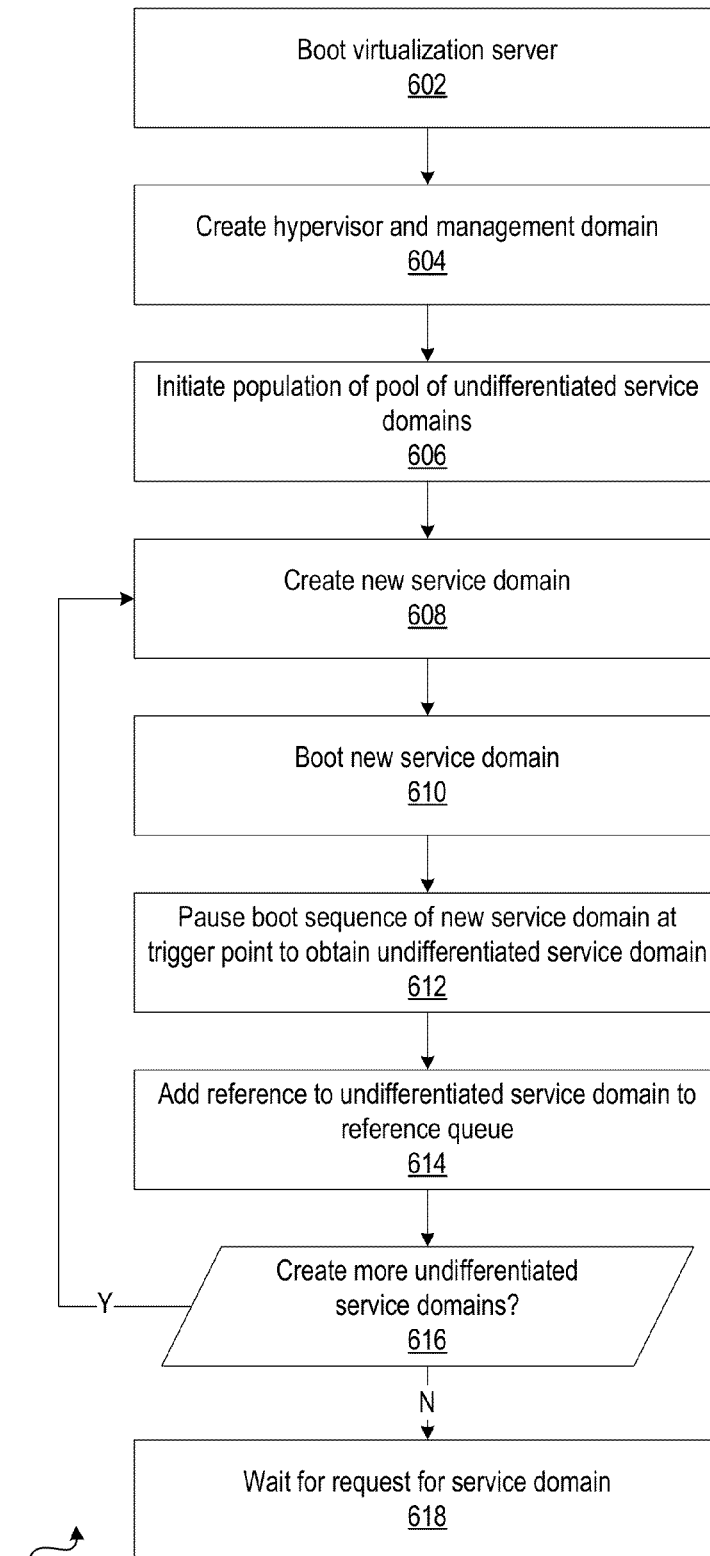 Boot virtualization server
602
Create hypervisor and management domain
604
Initiate population of pool of undifferentiated service
domains
606
Create new service domain
608
Boot new service domain
610
Pause boot sequence of new service domain at
trigger point to obtain undifferentiated service domain
612
Add reference to undifferentiated service domain to
reference queue
614
Create more undifferentiated
service domains?
616
Y
N
Wait for request for service domain
618